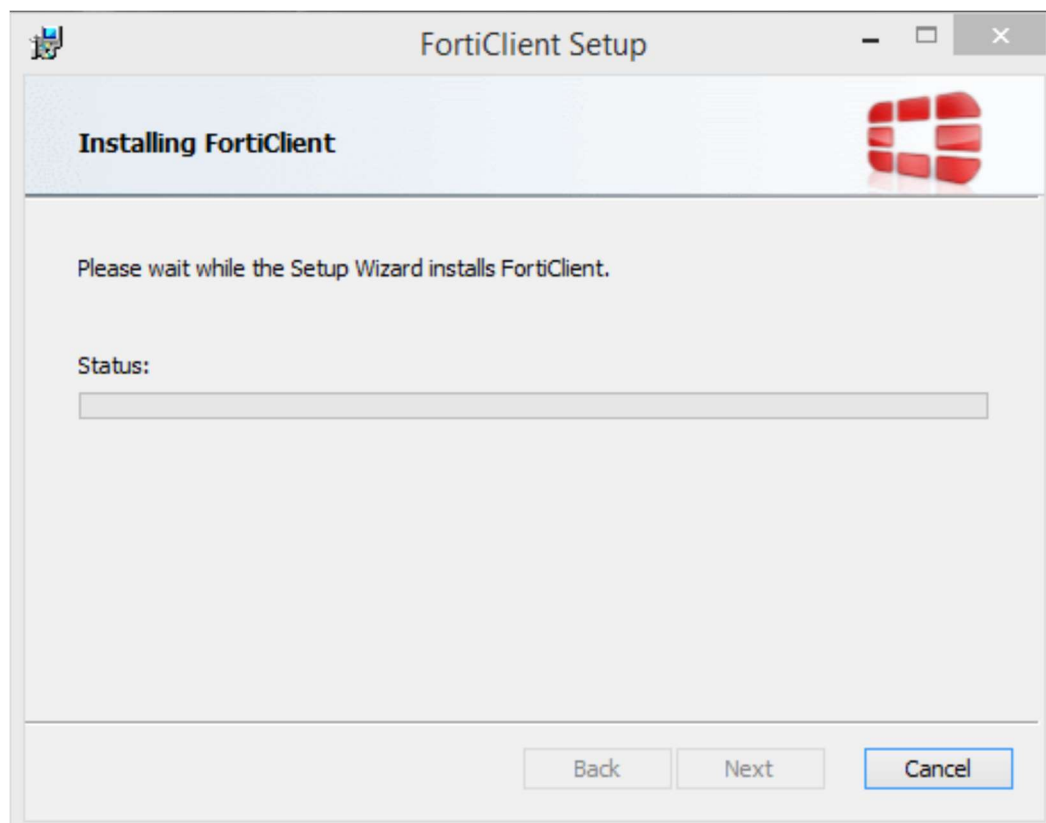 FortiClient Setup
Installing FortiClient
Please wait while the Setup Wizard installs FortiClient.
Status:
Back Next Cancel